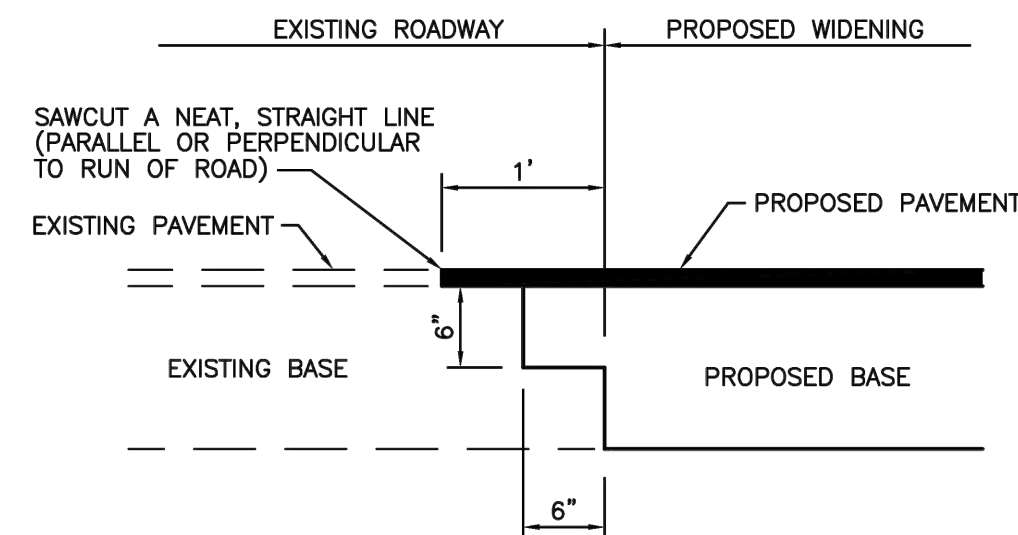 EXISTING ROADWAY
PROPOSED WIDENING
SAWCUT A NEAT, STRAIGHT LINE
(PARALLEL OR PERPENDICULAR
TO RUN OF ROAD)
1'
EXISTING PAVEMENT
PROPOSED PAVEMENT
6"
EXISTING BASE
PROPOSED BASE
6"